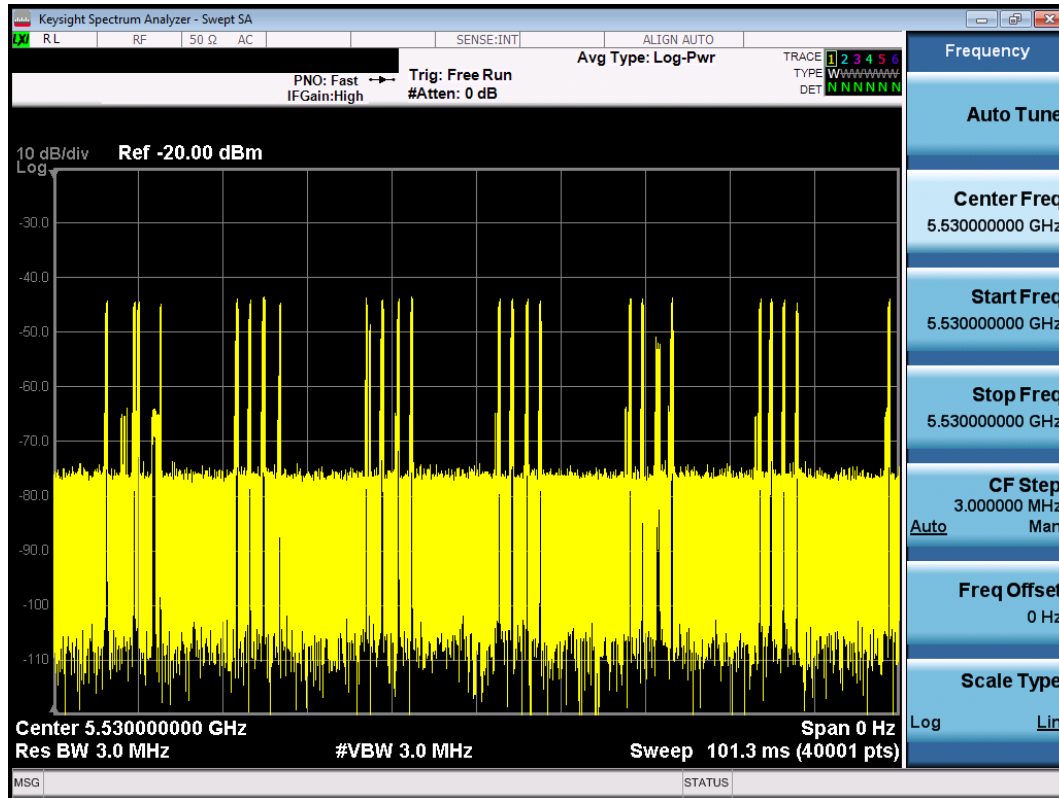 Keysight Spectrum Analyzer - Swept SA
LXI RL RF 50 Ω AC SENSE:INT ALIGN AUTO
Frequency
Avg Type: Log-Pwr
TRACE 1 2 3 4 5 6
PNO: Fast Trig: Free Run
TYPE WWWWWWW
IFGain:High #Atten: 0 dB
DET N N N N N N
Auto Tune
10 dB/div Ref -20.00 dBm
Log
Center Freq
5.530000000 GHz
-30.0
-40.0
Start Freq
5.530000000 GHz
-50.0
-60.0
Stop Freq
5.530000000 GHz
-70.0
CF Step
-80.0
3.000000 MHz
Auto Man
-90.0
Freq Offset
-100
0 Hz
-110
Scale Type
Center 5.530000000 GHz Span 0 Hz
Log Lin
Res BW 3.0 MHz #VBW 3.0 MHz Sweep 101.3 ms (40001 pts)
MSG STATUS